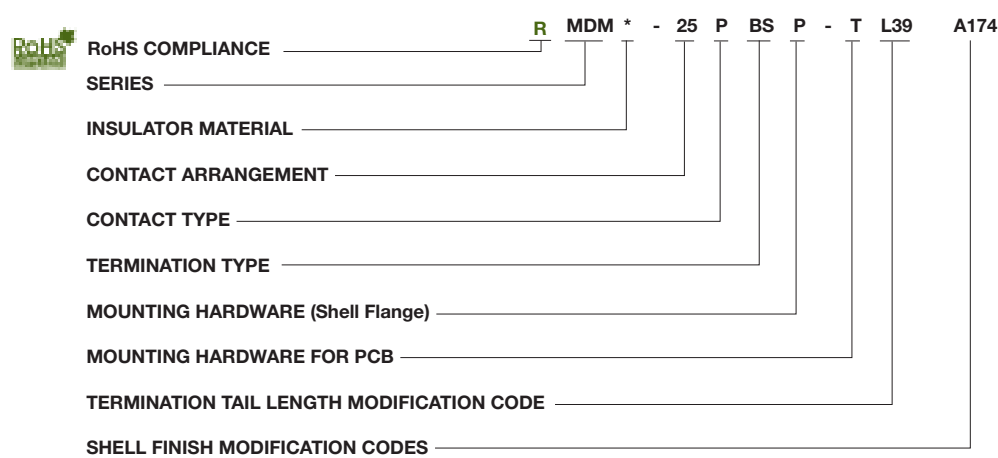 R MDM * - 25 P BS P - T L39 A174
RoHS
RoHS COMPLIANCE
SERIES
INSULATOR MATERIAL
CONTACT ARRANGEMENT
CONTACT TYPE
TERMINATION TYPE
MOUNTING HARDWARE (Shell Flange)
MOUNTING HARDWARE FOR PCB
TERMINATION TAIL LENGTH MODIFICATION CODE
SHELL FINISH MODIFICATION CODES